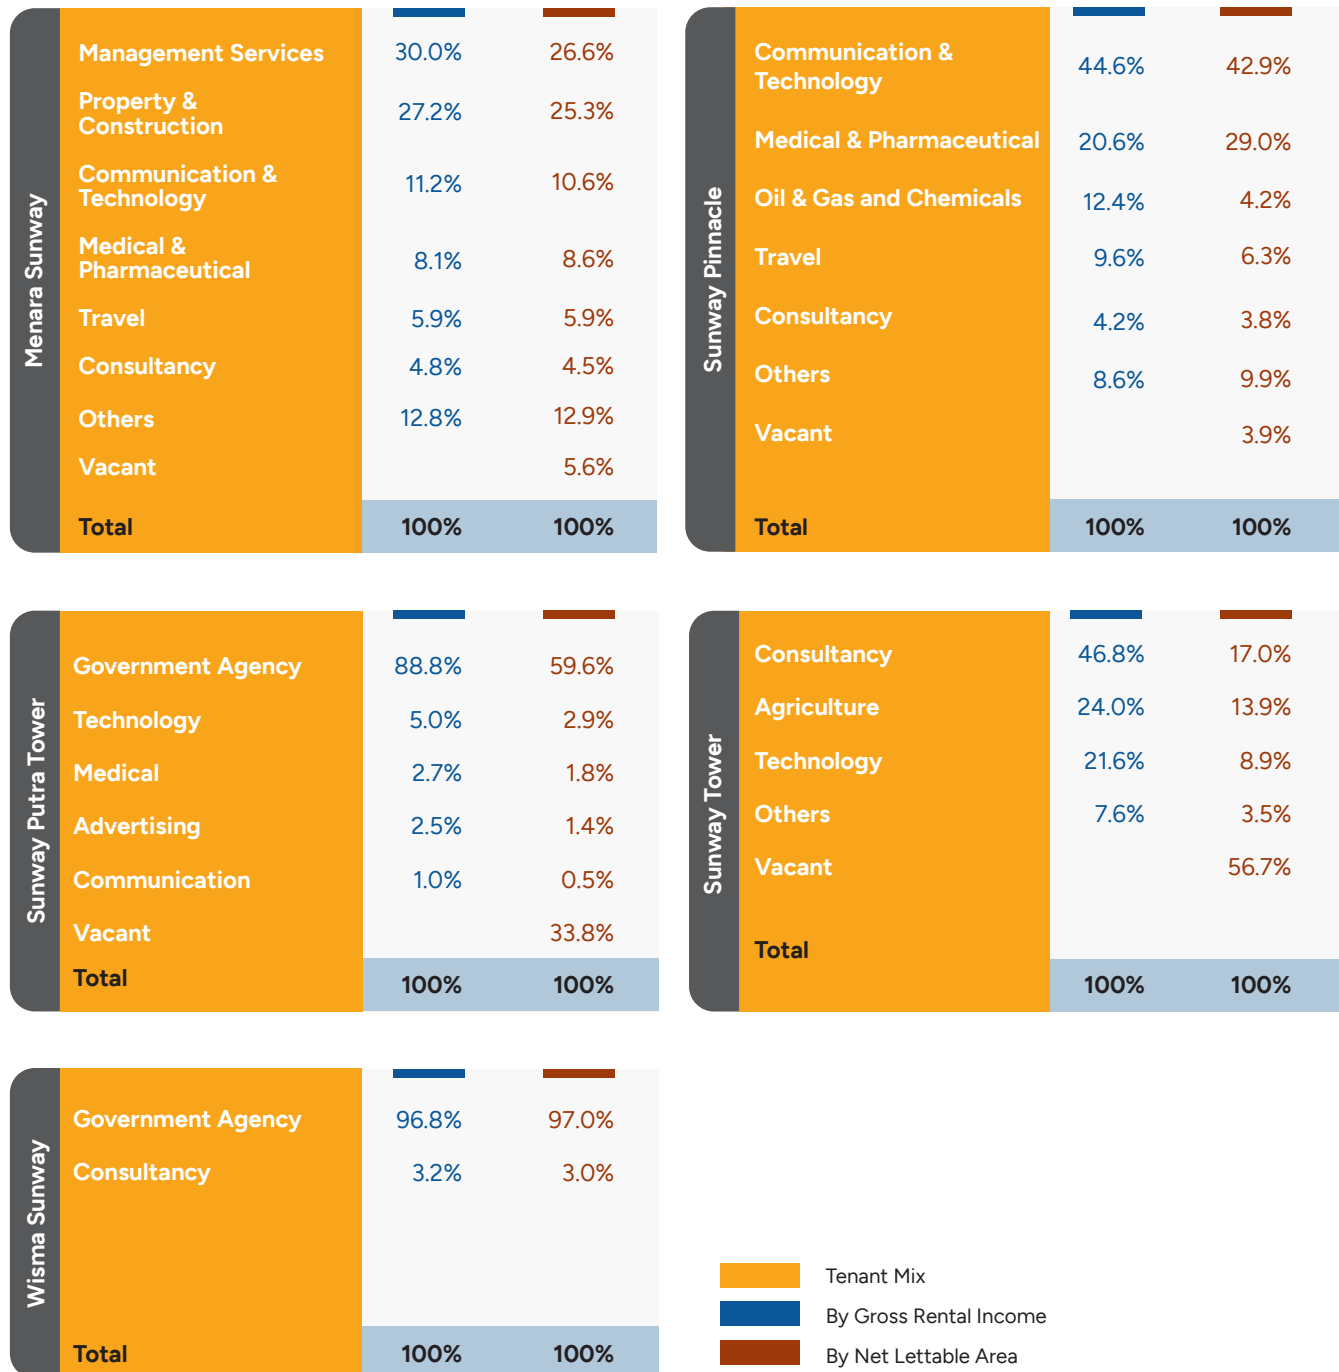 Menara Sunway
Management Services 30.0% 26.6%
Property &
Construction 27.2% 25.3%
Communication &
Technology 11.2% 10.6%
Medical &
Pharmaceutical 8.1% 8.6%
Travel 5.9% 5.9%
Consultancy 4.8% 4.5%
Others 12.8% 12.9%
Vacant 5.6%
Total 100% 100%
Sunway Pinnacle
Communication &
Technology 44.6% 42.9%
Medical & Pharmaceutical 20.6% 29.0%
Oil & Gas and Chemicals 12.4% 4.2%
Travel 9.6% 6.3%
Consultancy 4.2% 3.8%
Others 8.6% 9.9%
Vacant 3.9%
Total 100% 100%
Sunway Putra Tower
Government Agency 88.8% 59.6%
Technology 5.0% 2.9%
Medical 2.7% 1.8%
Advertising 2.5% 1.4%
Communication 1.0% 0.5%
Vacant 33.8%
Total 100% 100%
Sunway Tower
Consultancy 46.8% 17.0%
Agriculture 24.0% 13.9%
Technology 21.6% 8.9%
Others 7.6% 3.5%
Vacant 56.7%
Total
100% 100%
Wisma Sunway
Government Agency 96.8% 97.0%
Consultancy 3.2% 3.0%
Total 100% 100%
Tenant Mix
By Gross Rental Income
By Net Lettable Area